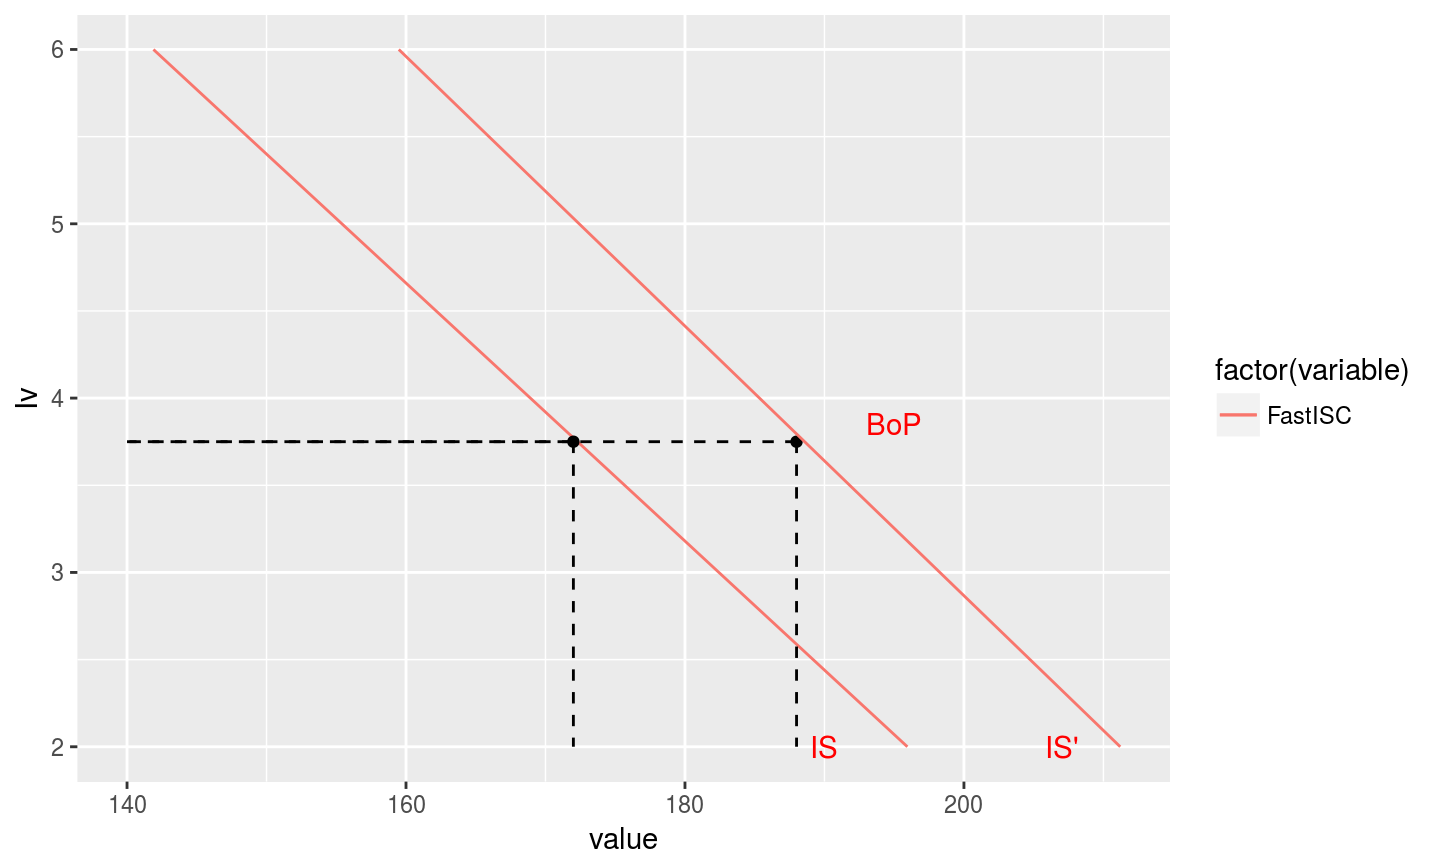 6
5
4
3
2
lv
BoP
IS
IS'
140
160
180
200
value
factor(variable)
FastISC